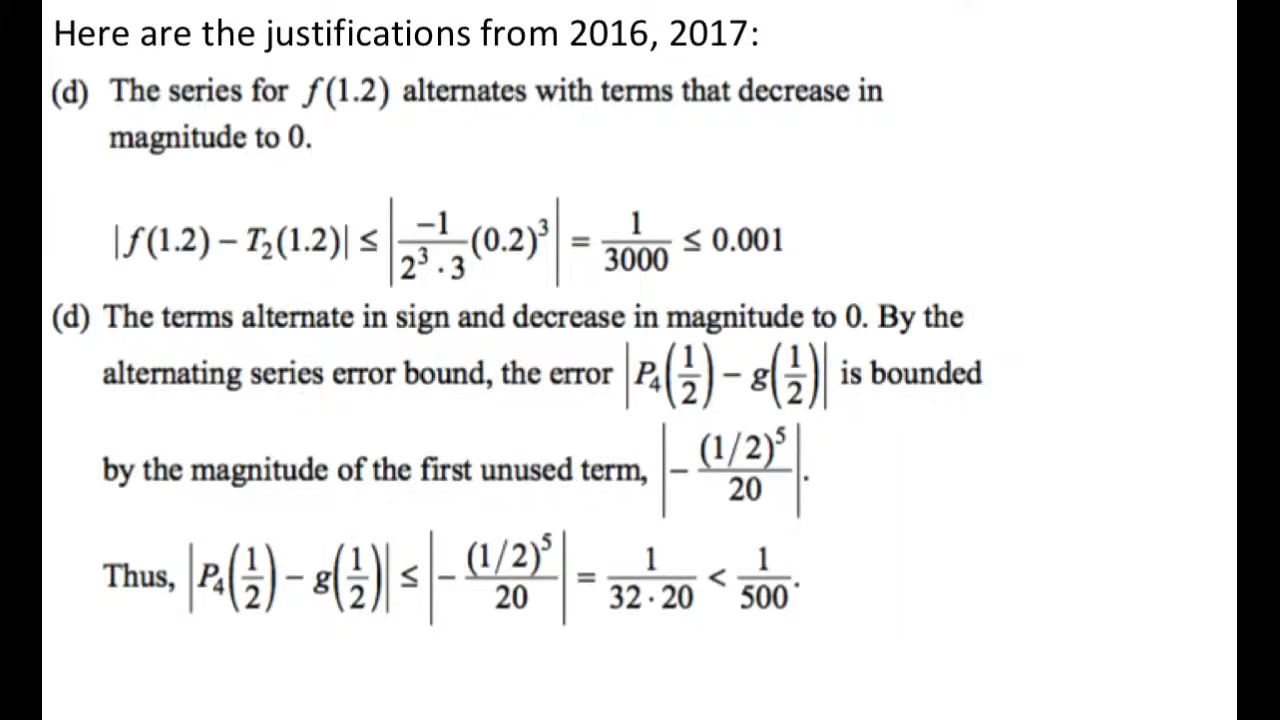 Here are the justifications from 2016, 2017:
(d) The series for f(1.2) alternates with terms that decrease in
magnitude to 0.
|f(1.2) − T₂(1.2)| ≤ |−1/(2³ · 3) (0.2)³| = 1/3000 ≤ 0.001
(d) The terms alternate in sign and decrease in magnitude to 0. By the
alternating series error bound, the error |P₄(1/2) − g(1/2)| is bounded
by the magnitude of the first unused term, |− (1/2)⁵/20|.
Thus, |P₄(1/2) − g(1/2)| ≤ |− (1/2)⁵/20| = 1/(32 · 20) < 1/500.